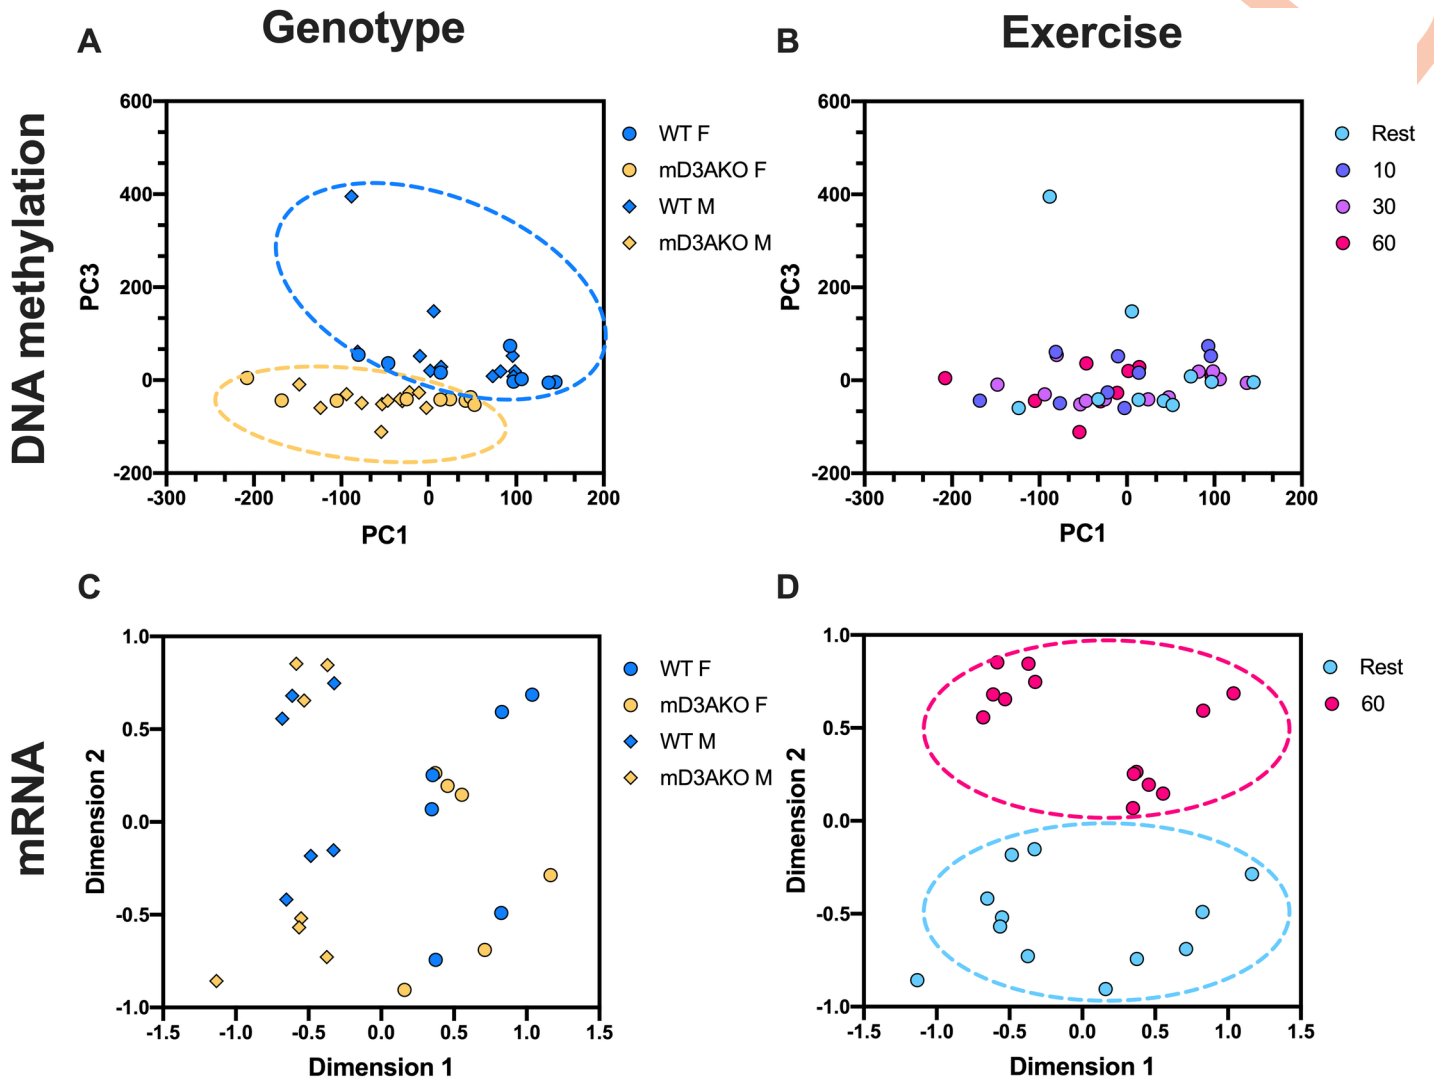 Genotype
Exercise
A
B
DNA methylation
mRNA
600
400
200
0
-200
-300
-200
-100
0
100
200
PC3
PC1
WT F
mD3AKO F
WT M
mD3AKO M
600
400
200
0
-200
-300
-200
-100
0
100
200
PC3
PC1
Rest
10
30
60
C
D
1.0
0.5
0.0
-0.5
-1.0
-1.5
-1.0
-0.5
0.0
0.5
1.0
1.5
Dimension 2
Dimension 1
WT F
mD3AKO F
WT M
mD3AKO M
1.0
0.5
0.0
-0.5
-1.0
-1.5
-1.0
-0.5
0.0
0.5
1.0
1.5
Dimension 2
Dimension 1
Rest
60